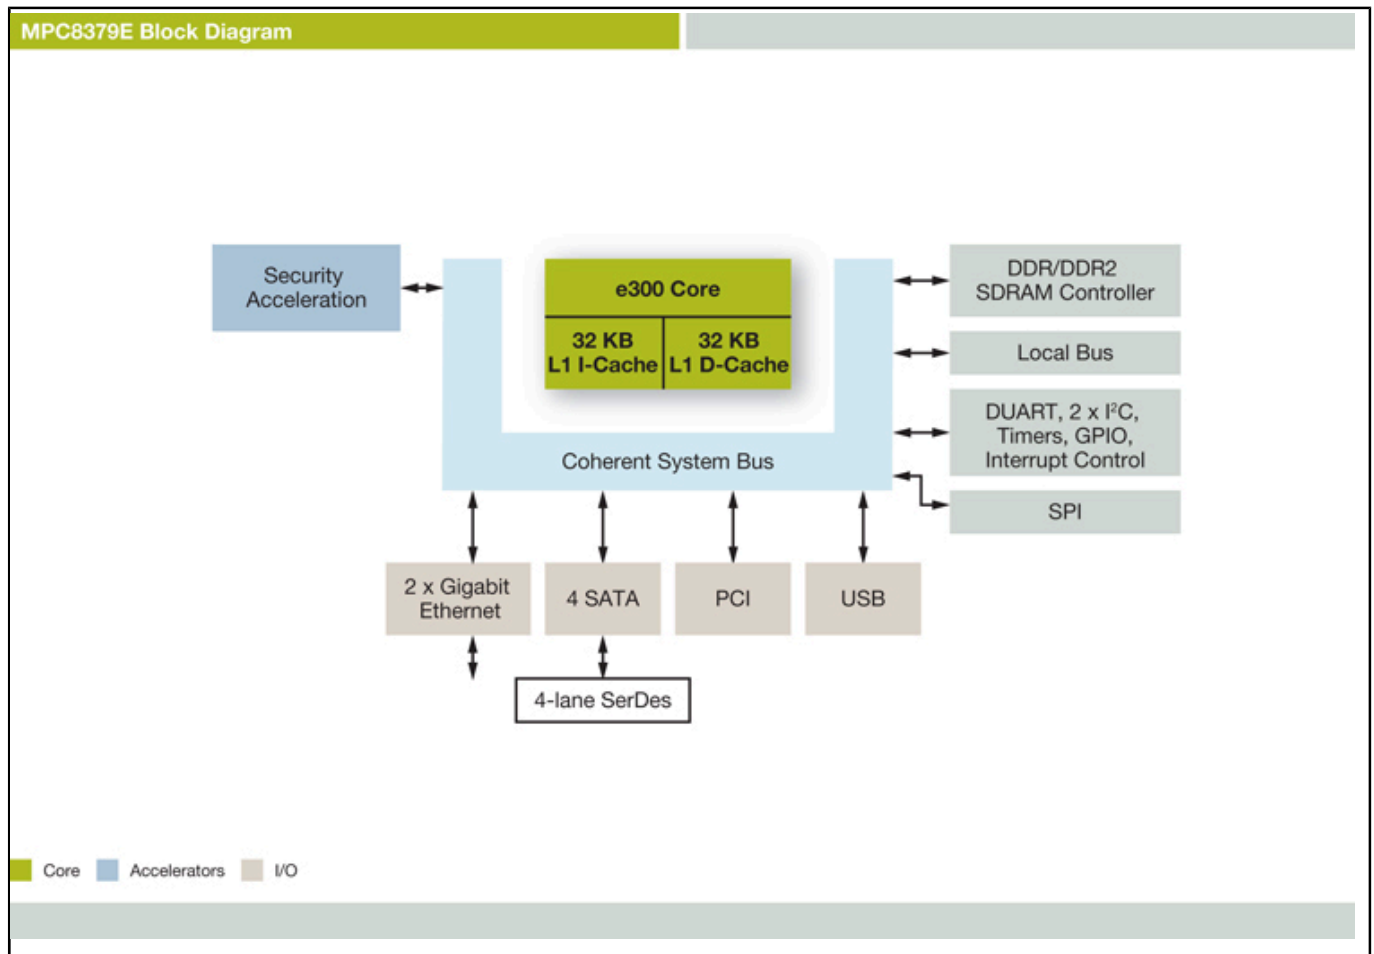 MPC8379E Block Diagram
Security
Acceleration
e300 Core
32 KB
L1 I-Cache
32 KB
L1 D-Cache
Coherent System Bus
DDR/DDR2
SDRAM Controller
Local Bus
DUART, 2 x I²C,
Timers, GPIO,
Interrupt Control
SPI
2 x Gigabit
Ethernet
4 SATA
PCI
USB
4-lane SerDes
Core
Accelerators
I/O